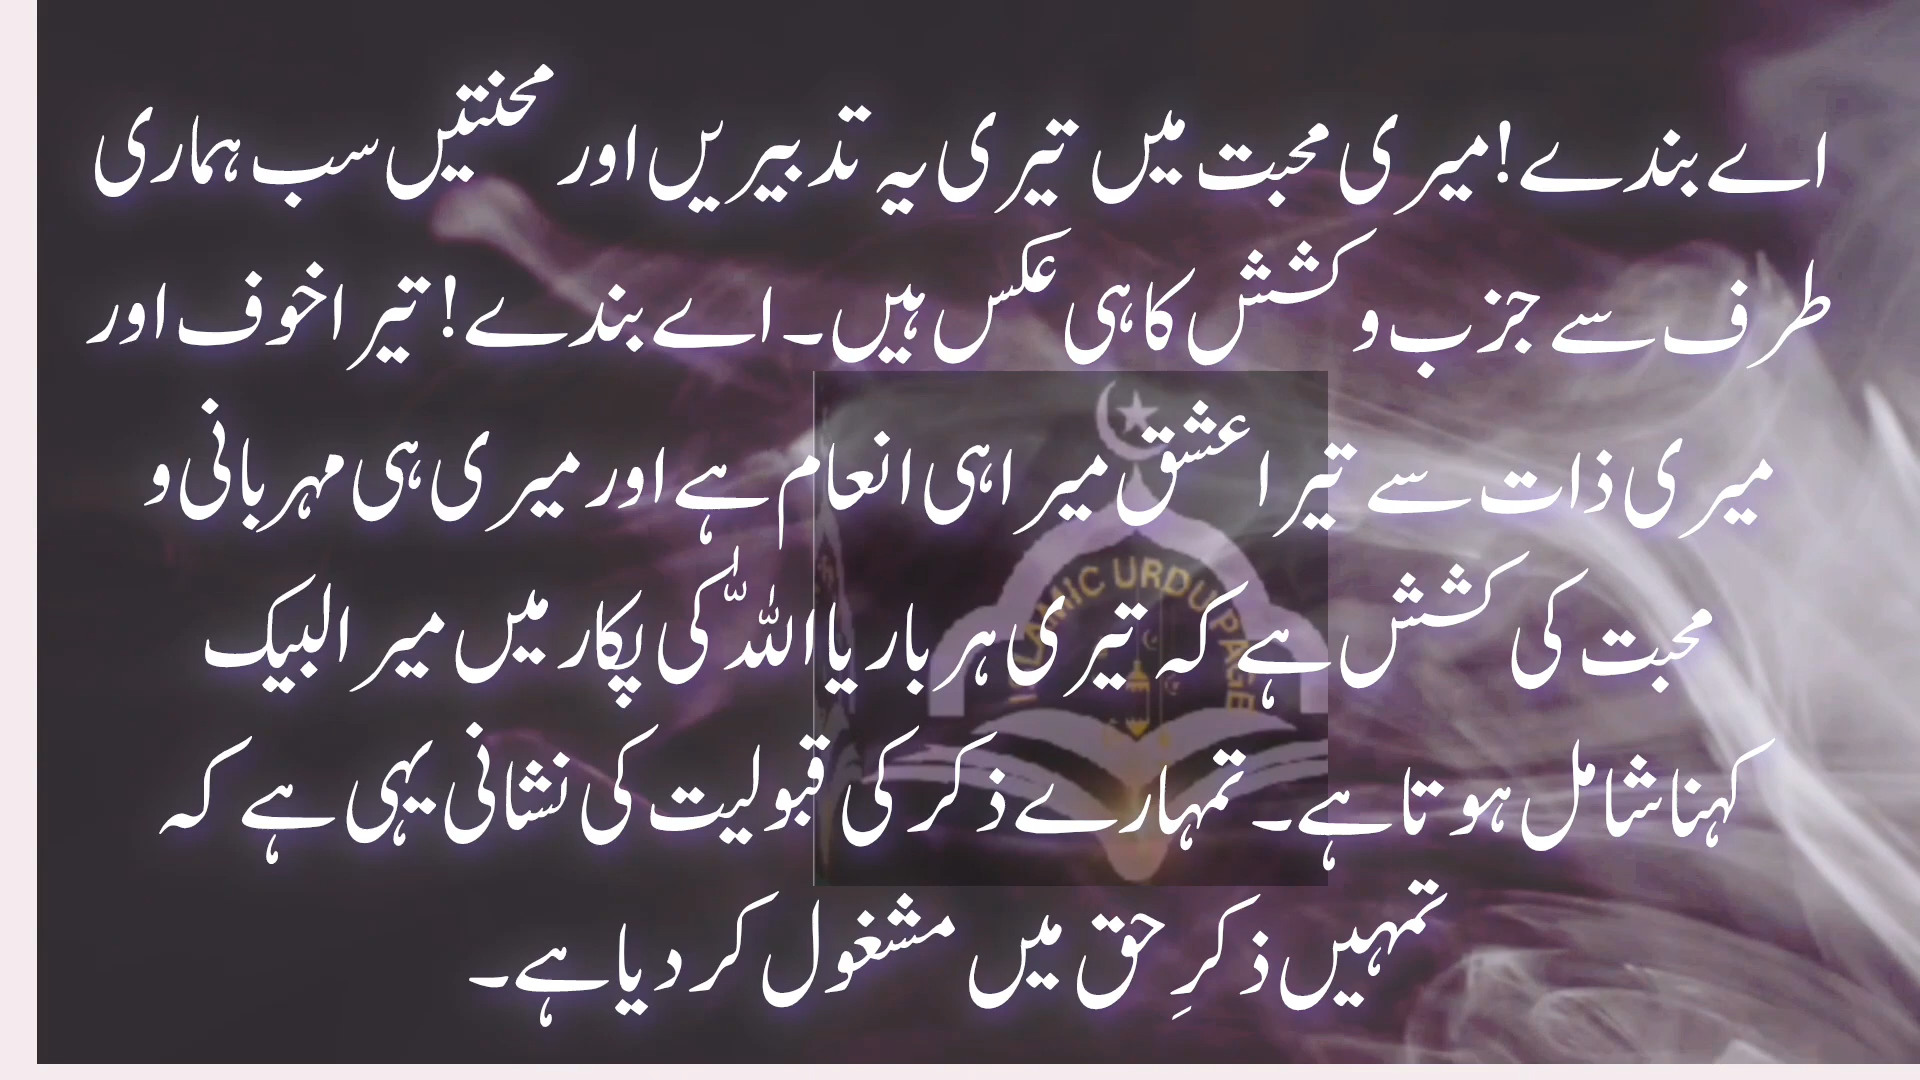 اے بندے! میری محبت میں تیری یہ تدبیریں اور محنتیں سب ہماری
طرف سے جزب و کشش کا ہی عکس ہیں۔ اے بندے! تیرا خوف اور
میری ذات سے تیرا عشق میرا ہی انعام ہے اور میری ہی مہربانی و
محبت کی کشش ہے کہ تیری ہر بار یا اللہ کی پکار میں میرا لبیک
کہنا شامل ہوتا ہے۔ تمہارے ذکر کی قبولیت کی نشانی یہی ہے کہ
تمہیں ذکرِ حق میں مشغول کر دیا ہے۔
ISLAMIC URDU PAGE